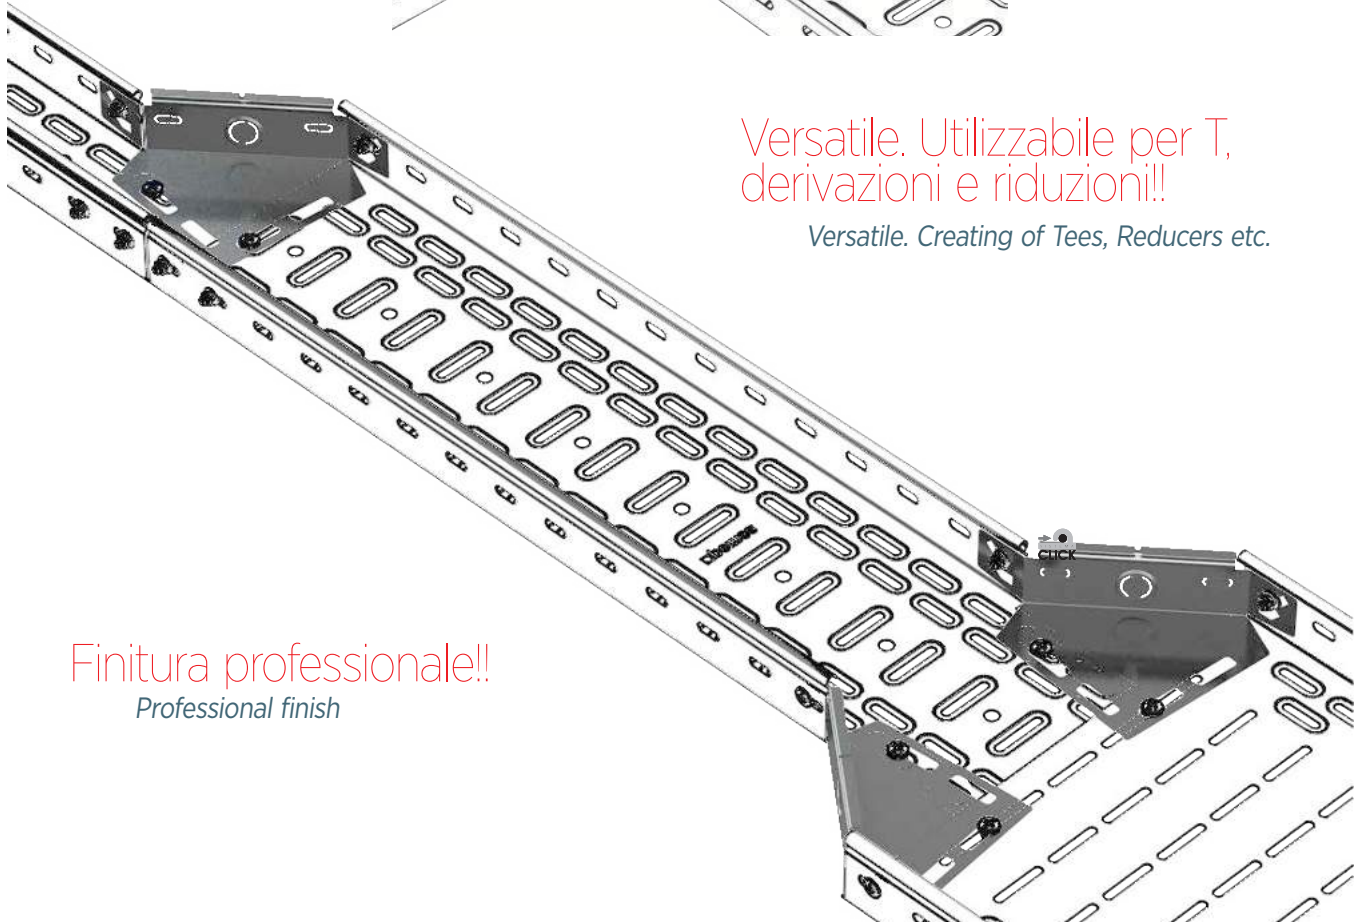 Versatile. Utilizzabile per T,
derivazioni e riduzioni!!
Versatile. Creating of Tees, Reducers etc.
CLICK
Finitura professionale!!
Professional finish